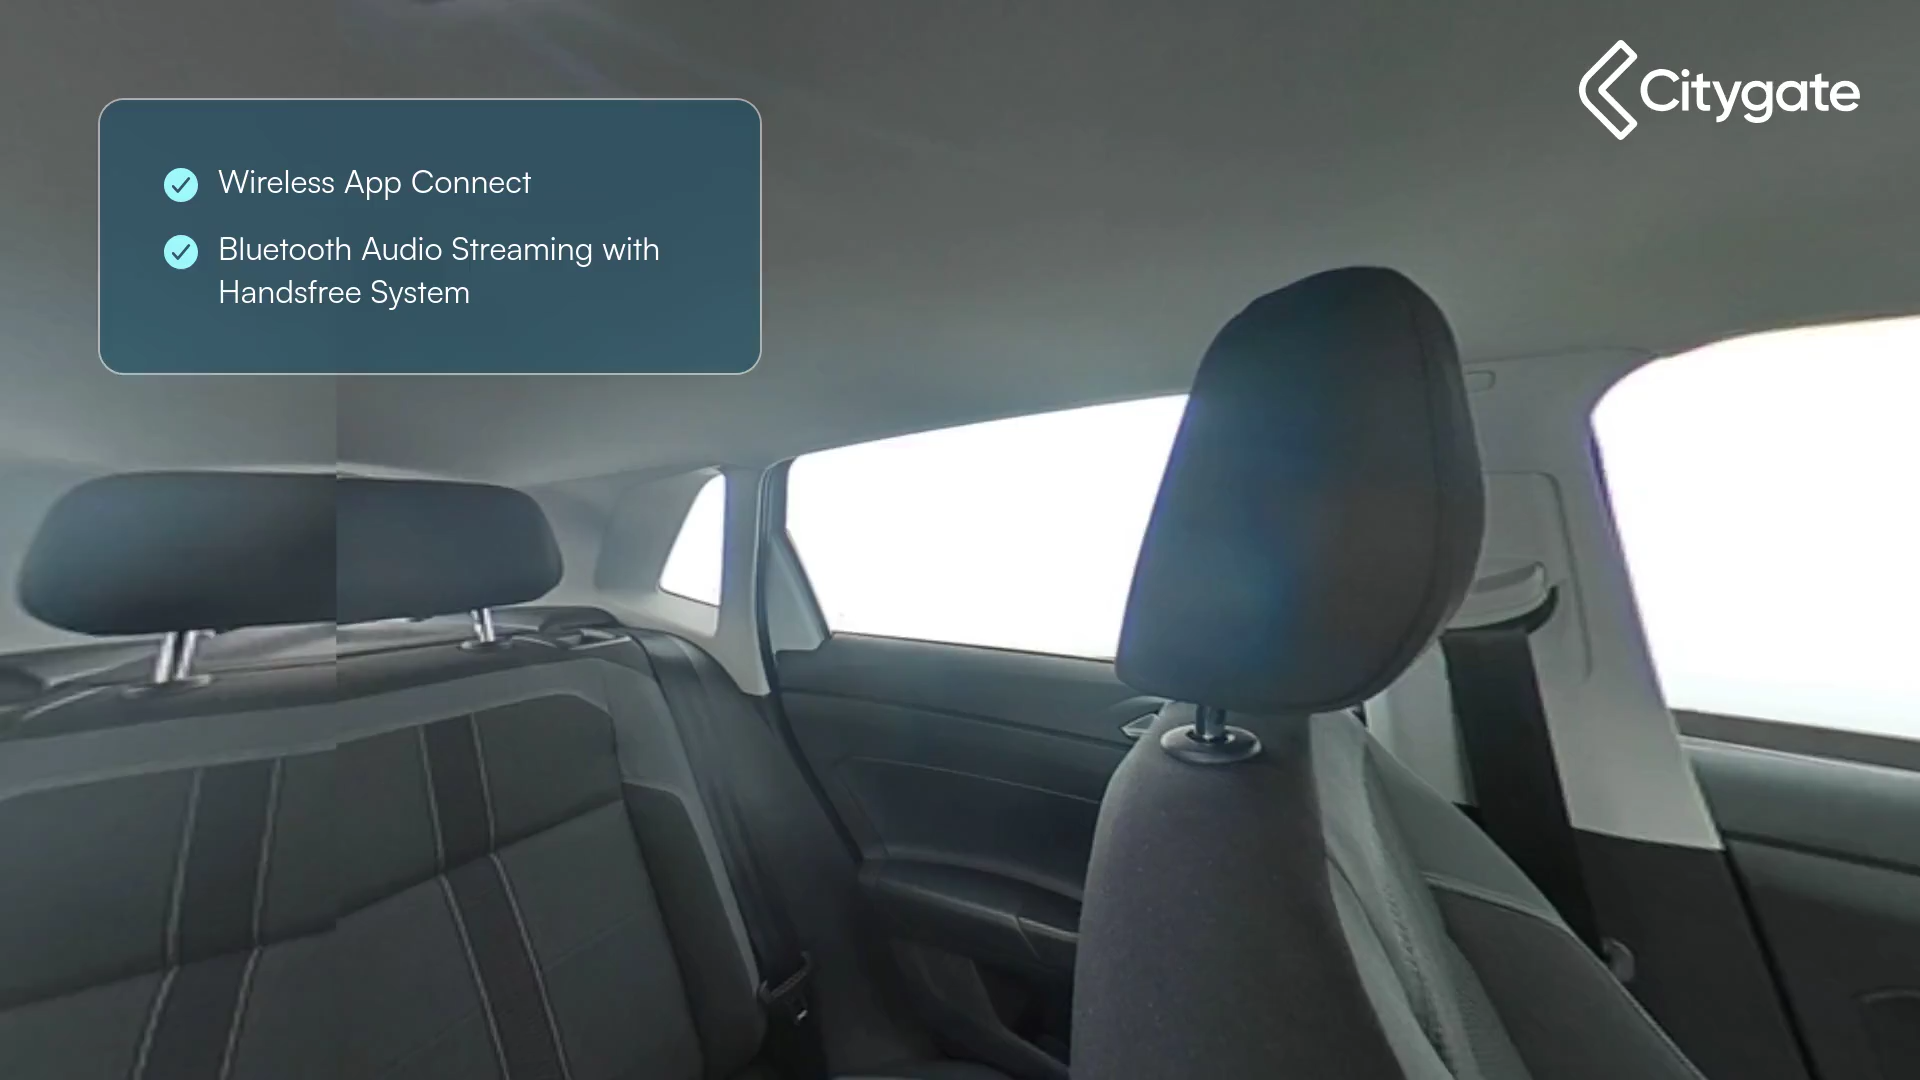 Citygate
Wireless App Connect
Bluetooth Audio Streaming with
Handsfree System